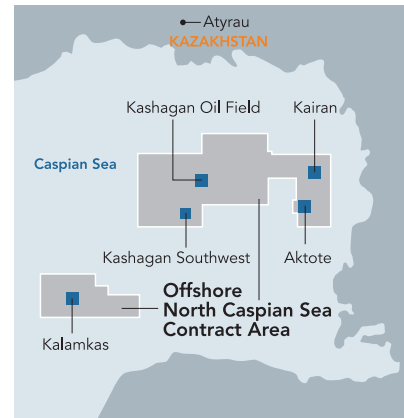 Atyrau
KAZAKHSTAN
Kashagan Oil Field
Kairan
Caspian Sea
Kashagan Southwest
Aktote
Offshore
North Caspian Sea
Contract Area
Kalamkas